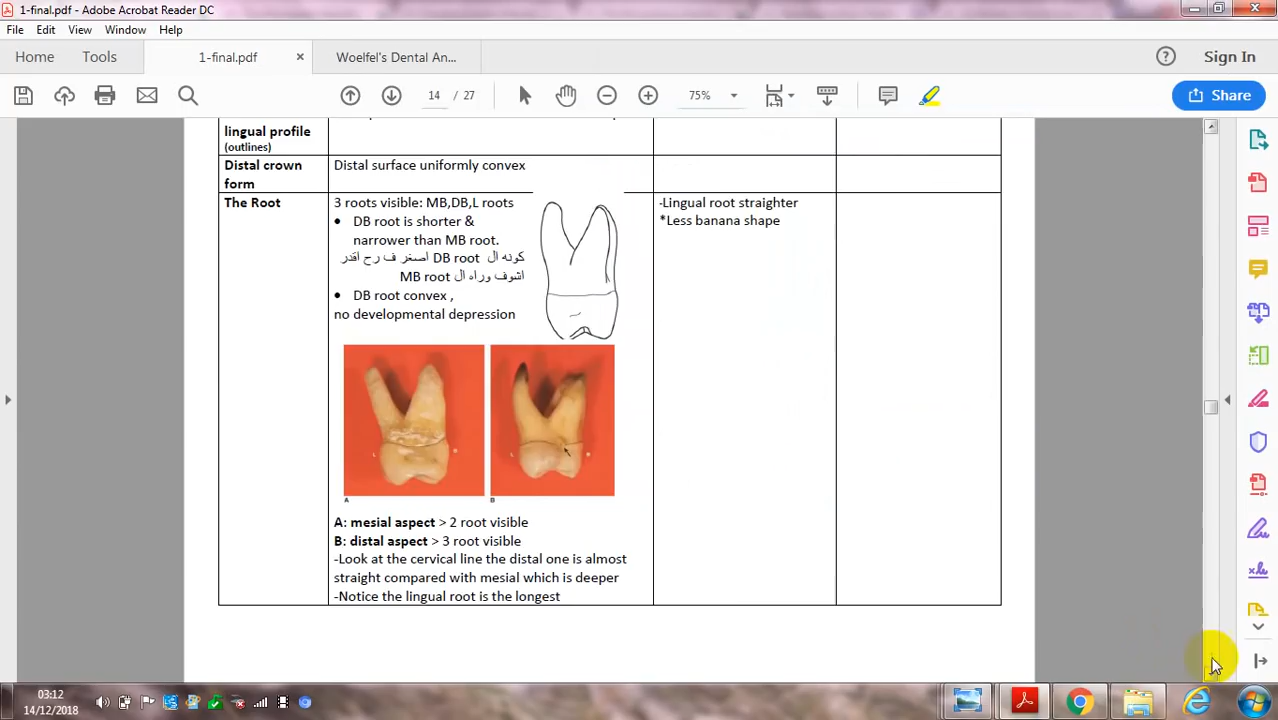 1-final.pdf - Adobe Acrobat Reader DC
File Edit View Window Help
Home Tools 1-final.pdf × Woelfel's Dental An... Sign In
14 / 27 75% Share
lingual profile
(outlines)
Distal crown form
Distal surface uniformly convex
The Root
3 roots visible: MB,DB,L roots
• DB root is shorter &
narrower than MB root.
كونه ال DB root اصغر ف رح اقدر
اشوف وراه ال MB root
• DB root convex ,
no developmental depression
A
B
A: mesial aspect > 2 root visible
B: distal aspect > 3 root visible
-Look at the cervical line the distal one is almost
straight compared with mesial which is deeper
-Notice the lingual root is the longest
-Lingual root straighter
*Less banana shape
03:12
14/12/2018